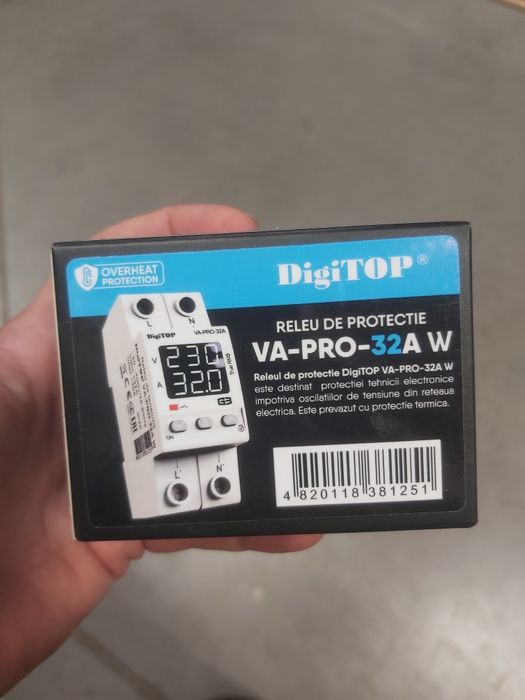 OVERHEAT
PROTECTION
DigiTOP®
RELEU DE PROTECTIE
VA-PRO-32A W
Releul de protectie DigiTOP VA-PRO-32A W
este destinat protectiei tehnicii electronice
impotriva oscilatiilor de tensiune din reteaua
electrica. Este prevazut cu protectie termica.
L N
DigiTOP VA-PRO-32A
V 230
A 32.0
True RMS
ON
L N
4 820118 381251